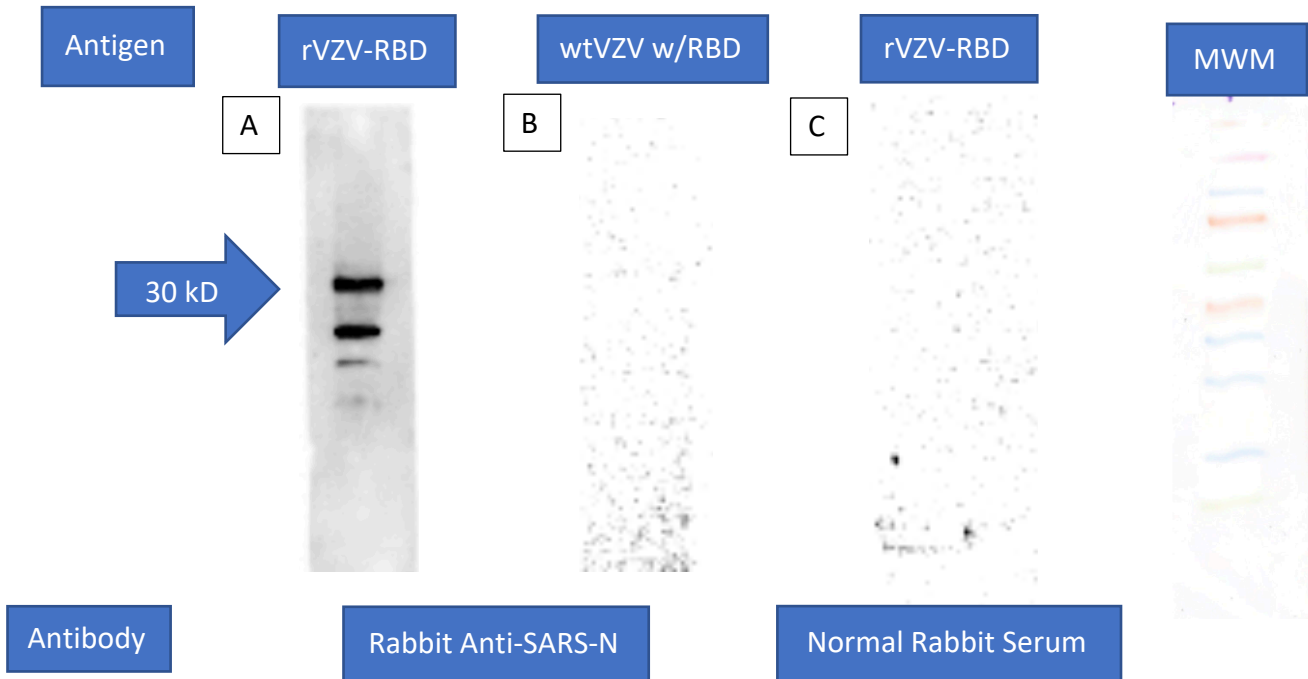 Antigen
rVZV-RBD
wtVZV w/RBD
rVZV-RBD
MWM
A
B
C
30 kD
Antibody
Rabbit Anti-SARS-N
Normal Rabbit Serum